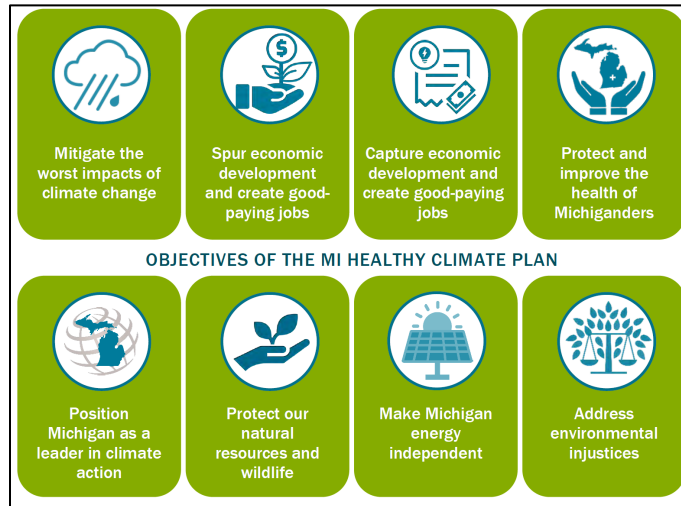 Mitigate the
worst impacts of
climate change
Spur economic
development
and create good-
paying jobs
Capture economic
development and
create good-paying
jobs
Protect and
improve the
health of
Michiganders
OBJECTIVES OF THE MI HEALTHY CLIMATE PLAN
Position
Michigan as a
leader in climate
action
Protect our
natural
resources and
wildlife
Make Michigan
energy
independent
Address
environmental
injustices